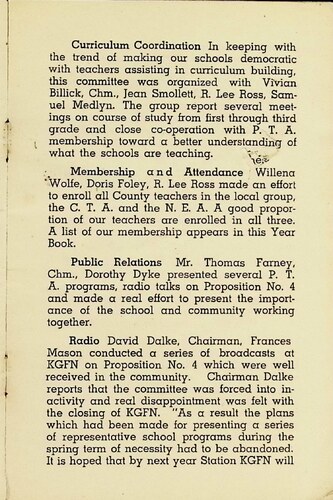 Curriculum Coordination In keeping with
the trend of making our schools democratic
with teachers assisting in curriculum building,
this committee was organized with Vivian
Billick, Chm., Jean Smollett, R. Lee Ross, Sam-
uel Medlyn. The group report several meet-
ings on course of study from first through third
grade and close co-operation with P. T. A.
membership toward a better understanding of
what the schools are teaching.
Membership and Attendance Willena
Wolfe, Doris Foley, R. Lee Ross made an effort
to enroll all County teachers in the local group,
the C. T. A. and the N. E. A. A good propor-
tion of our teachers are enrolled in all three.
A list of our membership appears in this Year
Book.
Public Relations Mr. Thomas Farney,
Chm., Dorothy Dyke presented several P. T.
A. programs, radio talks on Proposition No. 4
and made a real effort to present the import-
ance of the school and community working
together.
Radio David Dalke, Chairman, Frances
Mason conducted a series of broadcasts at
KGFN on Proposition No. 4 which were well
received in the community. Chairman Dalke
reports that the committee was forced into in-
activity and real disappointment was felt with
the closing of KGFN. "As a result the plans
which had been made for presenting a series
of representative school programs during the
spring term of necessity had to be abandoned.
It is hoped that by next year Station KGFN will